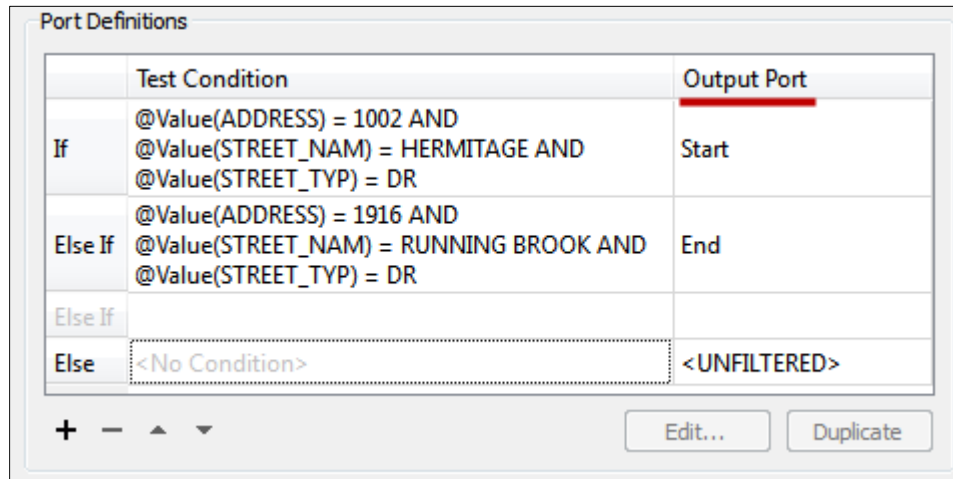 Port Definitions
Test Condition Output Port
If @Value(ADDRESS) = 1002 AND
@Value(STREET_NAM) = HERMITAGE AND
@Value(STREET_TYP) = DR
Start
Else If @Value(ADDRESS) = 1916 AND
@Value(STREET_NAM) = RUNNING BROOK AND
@Value(STREET_TYP) = DR
End
Else If
Else <No Condition> <UNFILTERED>
Edit... Duplicate